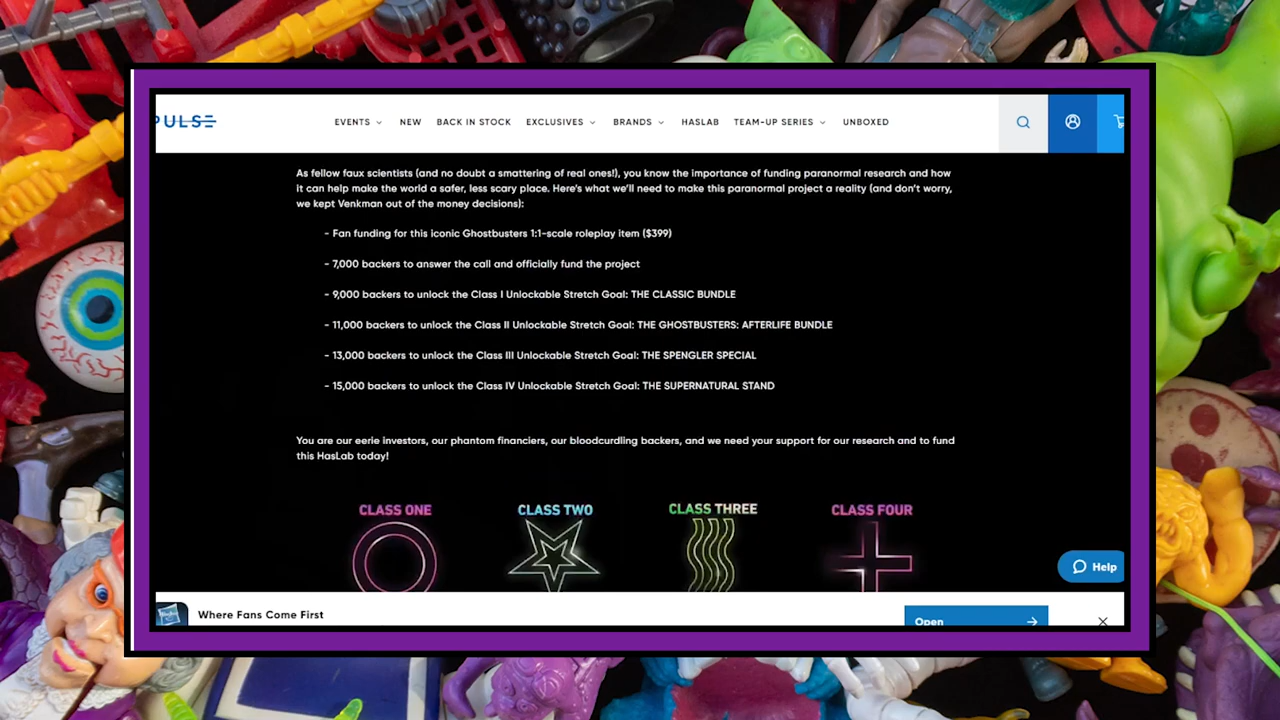 PULSE
EVENTS NEW BACK IN STOCK EXCLUSIVES BRANDS HASLAB TEAM-UP SERIES UNBOXED
As fellow faux scientists (and no doubt a smattering of real ones!), you know the importance of funding paranormal research and how
it can help make the world a safer, less scary place. Here's what we'll need to make this paranormal project a reality (and don't worry,
we kept Venkman out of the money decisions):
- Fan funding for this iconic Ghostbusters 1:1-scale roleplay item ($399)
- 7,000 backers to answer the call and officially fund the project
- 9,000 backers to unlock the Class I Unlockable Stretch Goal: THE CLASSIC BUNDLE
- 11,000 backers to unlock the Class II Unlockable Stretch Goal: THE GHOSTBUSTERS: AFTERLIFE BUNDLE
- 13,000 backers to unlock the Class III Unlockable Stretch Goal: THE SPENGLER SPECIAL
- 15,000 backers to unlock the Class IV Unlockable Stretch Goal: THE SUPERNATURAL STAND
You are our eerie investors, our phantom financiers, our bloodcurdling backers, and we need your support for our research and to fund
this HasLab today!
CLASS ONE CLASS TWO CLASS THREE CLASS FOUR
Help
Where Fans Come First
Open